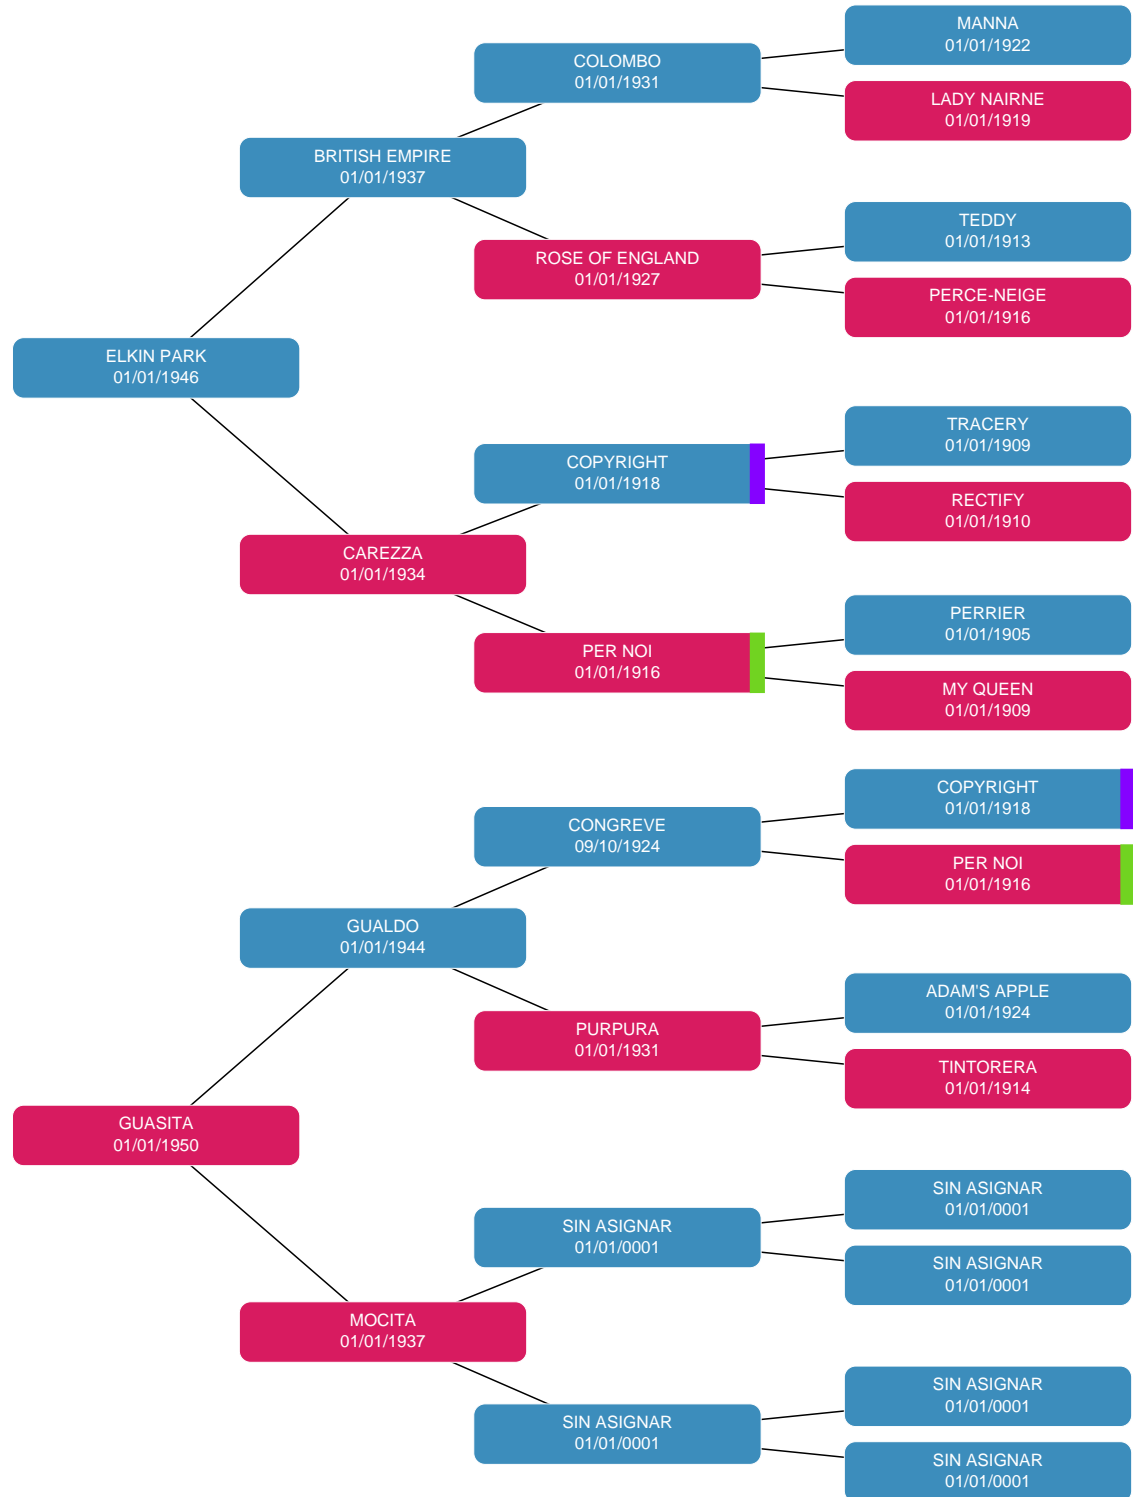 MANNA
01/01/1922
COLOMBO
01/01/1931
LADY NAIRNE
01/01/1919
BRITISH EMPIRE
01/01/1937
TEDDY
01/01/1913
ROSE OF ENGLAND
01/01/1927
PERCE-NEIGE
01/01/1916
ELKIN PARK
01/01/1946
TRACERY
01/01/1909
COPYRIGHT
01/01/1918
RECTIFY
01/01/1910
CAREZZA
01/01/1934
PERRIER
01/01/1905
PER NOI
01/01/1916
MY QUEEN
01/01/1909
COPYRIGHT
01/01/1918
CONGREVE
09/10/1924
PER NOI
01/01/1916
GUALDO
01/01/1944
ADAM'S APPLE
01/01/1924
PURPURA
01/01/1931
TINTORERA
01/01/1914
GUASITA
01/01/1950
SIN ASIGNAR
01/01/0001
SIN ASIGNAR
01/01/0001
SIN ASIGNAR
01/01/0001
MOCITA
01/01/1937
SIN ASIGNAR
01/01/0001
SIN ASIGNAR
01/01/0001
SIN ASIGNAR
01/01/0001